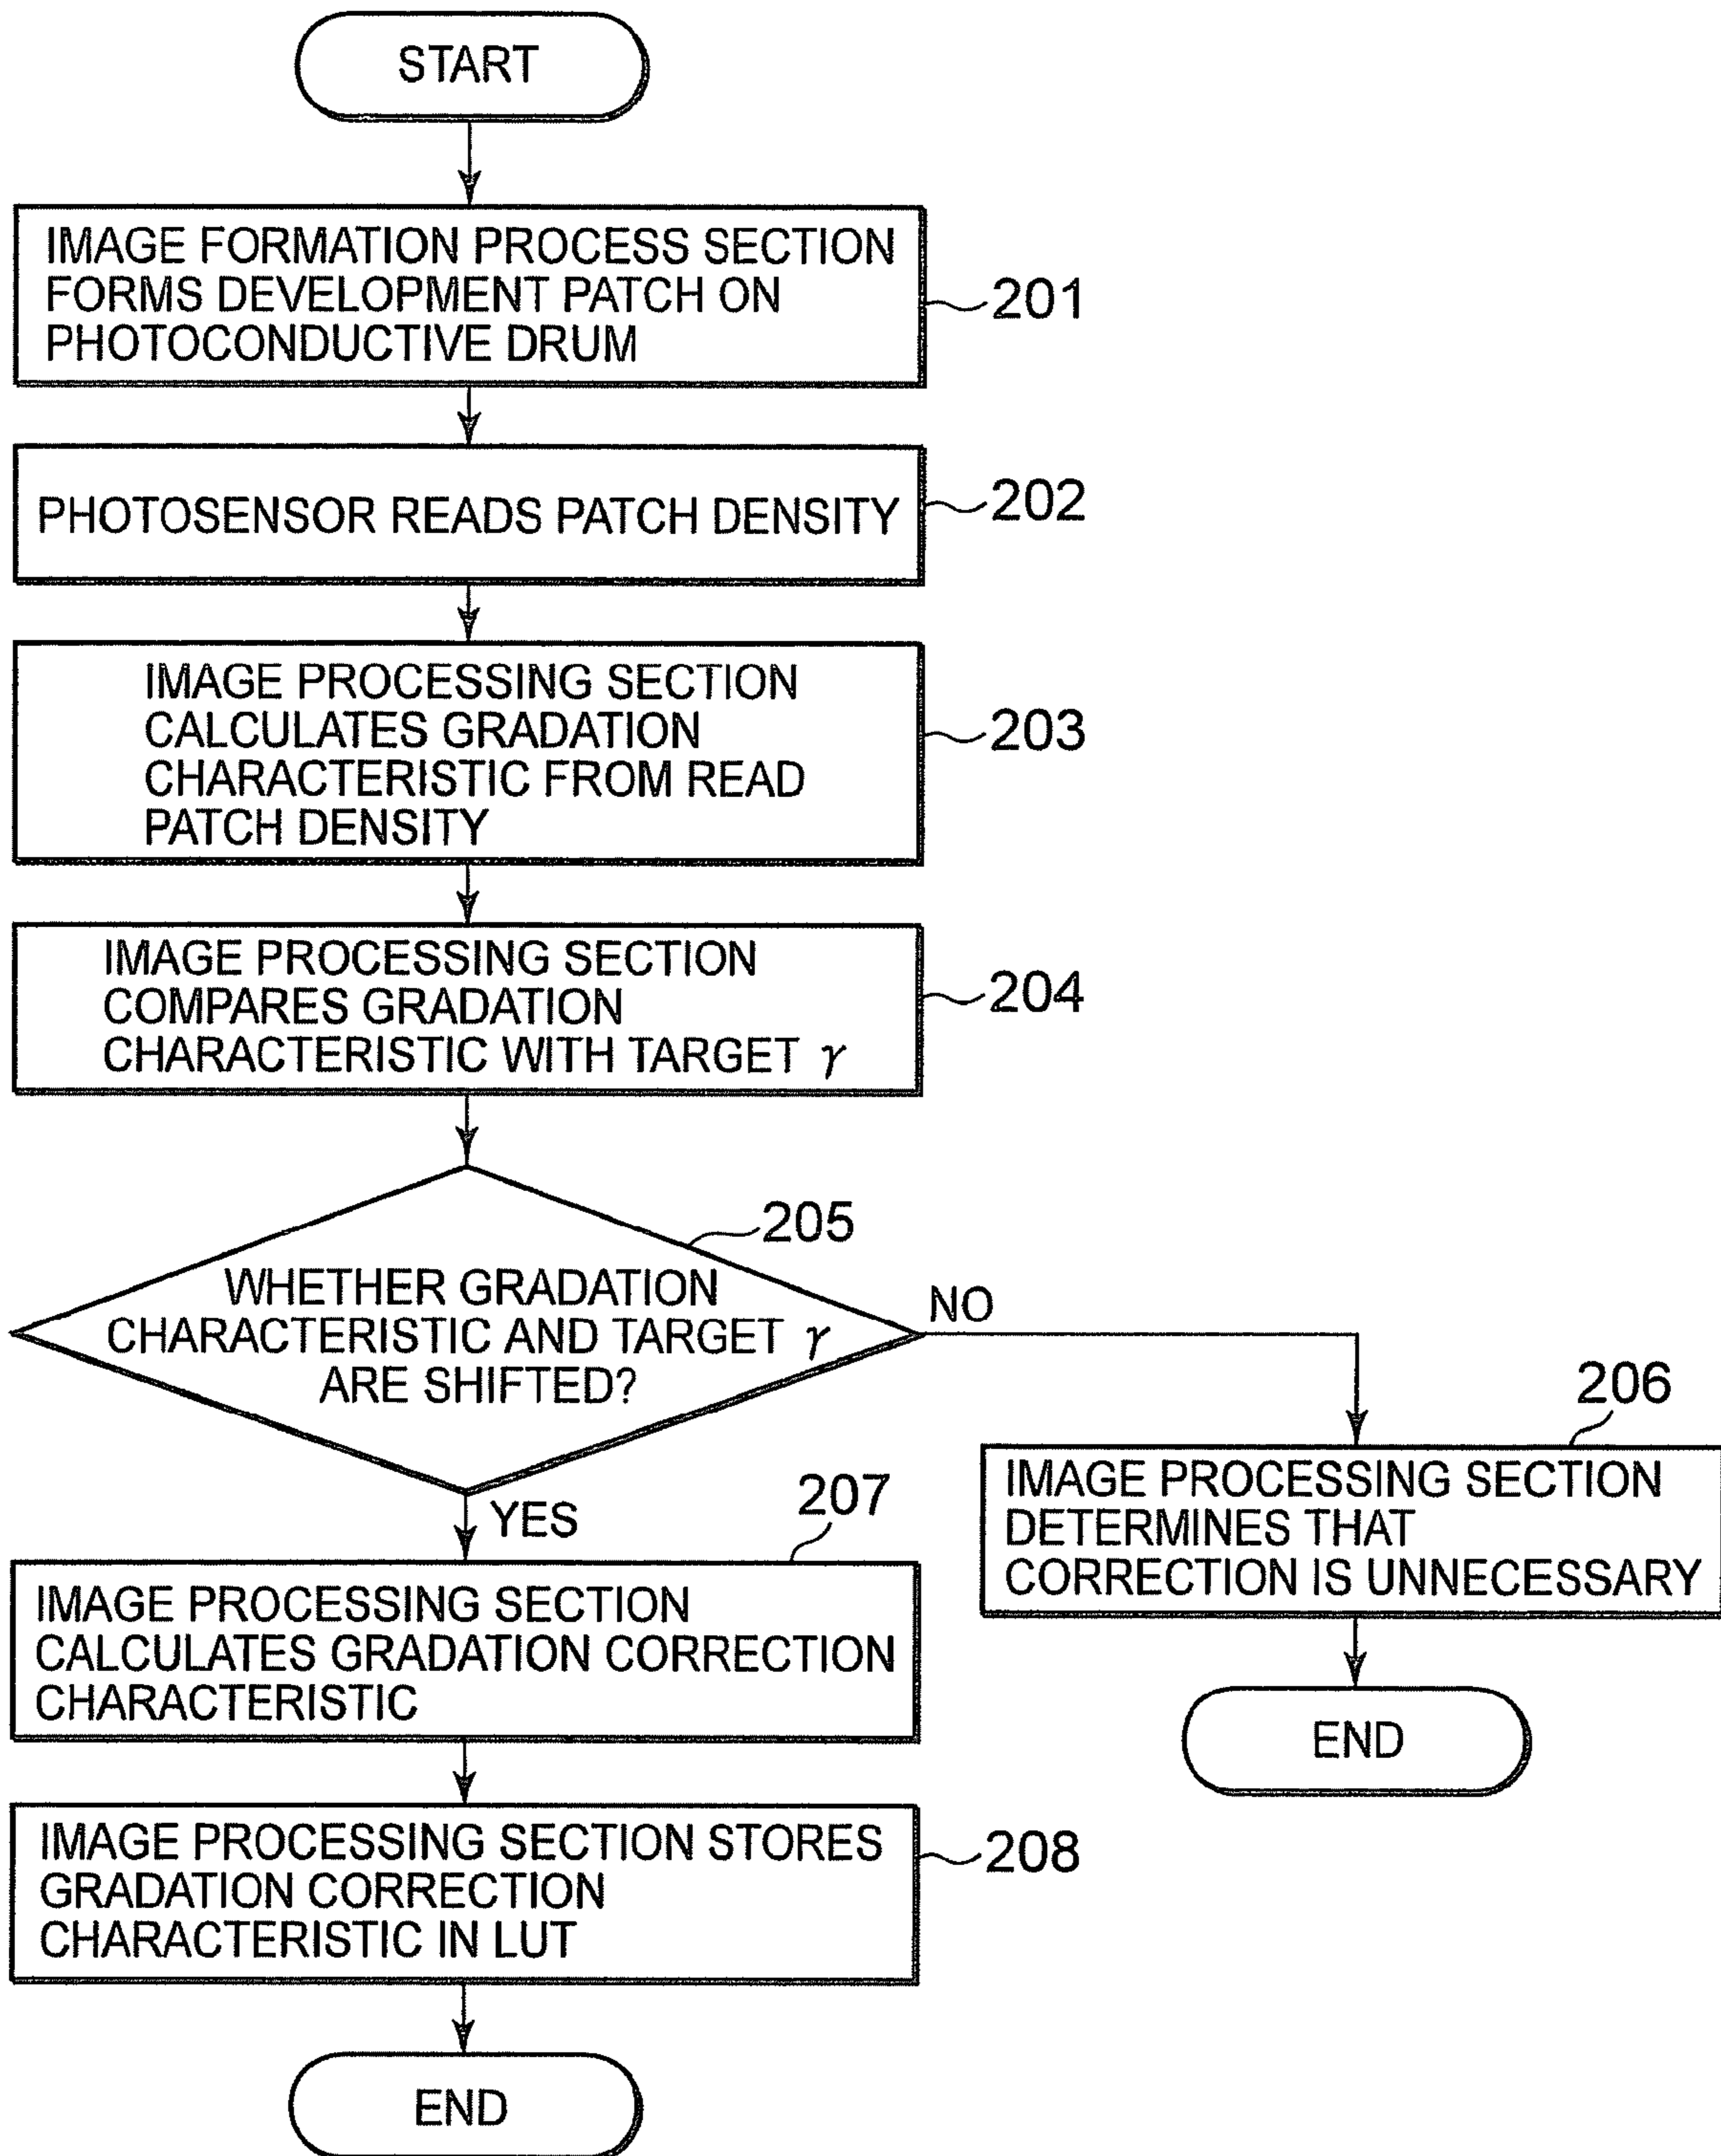 START
IMAGE FORMATION PROCESS SECTION
FORMS DEVELOPMENT PATCH ON
PHOTOCONDUCTIVE DRUM
201
PHOTOSENSOR READS PATCH DENSITY
202
IMAGE PROCESSING SECTION
CALCULATES GRADATION
CHARACTERISTIC FROM READ
PATCH DENSITY
203
IMAGE PROCESSING SECTION
COMPARES GRADATION
CHARACTERISTIC WITH TARGET γ
204
205
WHETHER GRADATION
CHARACTERISTIC AND TARGET γ
ARE SHIFTED?
NO
206
IMAGE PROCESSING SECTION
DETERMINES THAT
CORRECTION IS UNNECESSARY
END
YES
207
IMAGE PROCESSING SECTION
CALCULATES GRADATION CORRECTION
CHARACTERISTIC
IMAGE PROCESSING SECTION STORES
GRADATION CORRECTION
CHARACTERISTIC IN LUT
208
END